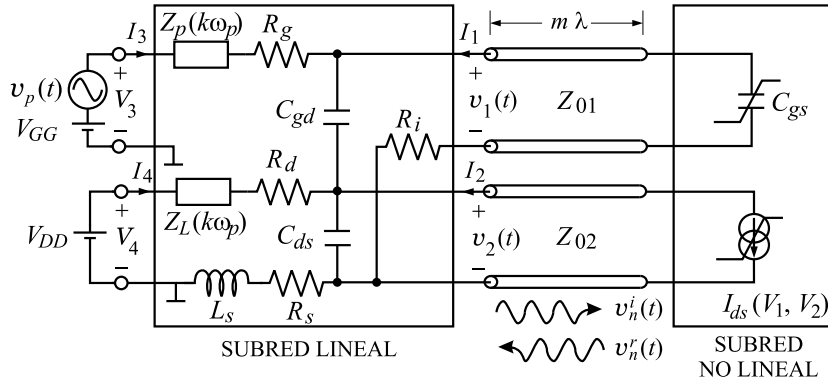 I3 Zp(kωp) Rg I1 m λ
vp(t) + V3 − Cgd + v1(t) − Z01 Cgs
VGG Ri
I4 Rd I2
VDD + V4 − ZL(kωp) Cds + v2(t) − Z02
Ls Rs vni(t) Ids(V1, V2)
vnr(t)
SUBRED LINEAL
SUBRED
NO LINEAL